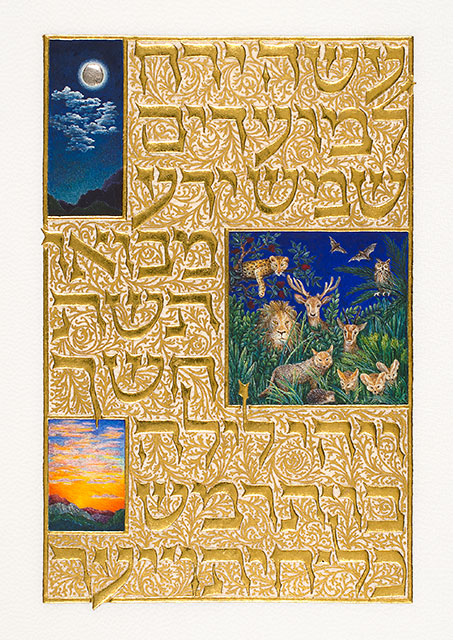 עשה ירח
למועדים
שמש ידע
מבואו
תשת
חשך
ויהי לילה
בו תרמש
כל חיתו יער